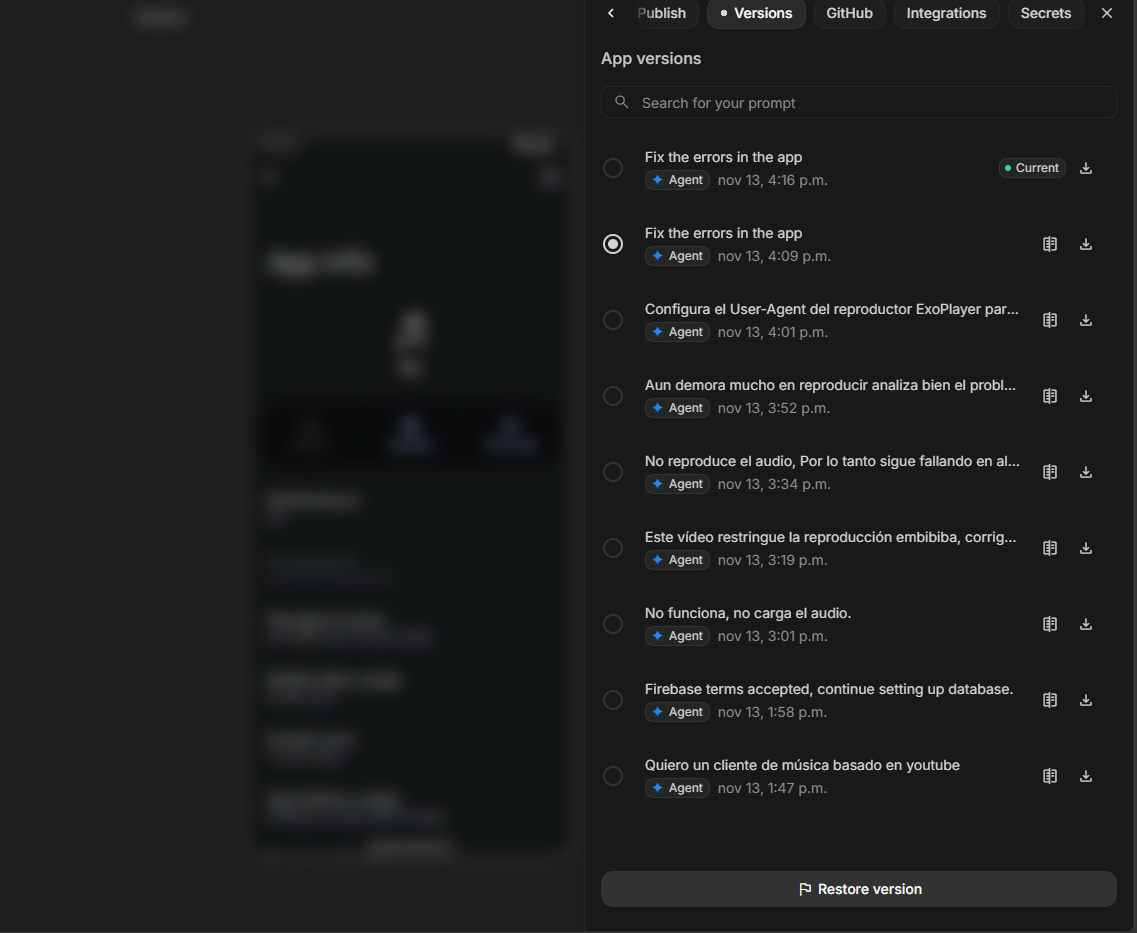 Publish
Versions
GitHub
Integrations
Secrets
App versions
Search for your prompt
Fix the errors in the app
Current
Agent nov 13, 4:16 p.m.
Fix the errors in the app
Agent nov 13, 4:09 p.m.
Configura el User-Agent del reproductor ExoPlayer par...
Agent nov 13, 4:01 p.m.
Aun demora mucho en reproducir analiza bien el probl...
Agent nov 13, 3:52 p.m.
No reproduce el audio, Por lo tanto sigue fallando en al...
Agent nov 13, 3:34 p.m.
Este vídeo restringue la reproducción embibiba, corrig...
Agent nov 13, 3:19 p.m.
No funciona, no carga el audio.
Agent nov 13, 3:01 p.m.
Firebase terms accepted, continue setting up database.
Agent nov 13, 1:58 p.m.
Quiero un cliente de música basado en youtube
Agent nov 13, 1:47 p.m.
Restore version
App info